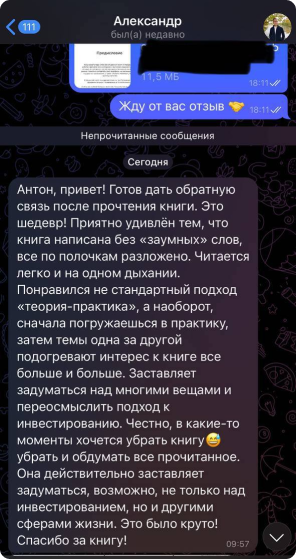 111
Александр
был(а) недавно
11,5 МБ
18:11
Жду от вас отзыв 🤝
18:11
Непрочитанные сообщения
Сегодня
Антон, привет! Готов дать обратную
связь после прочтения книги. Это
шедевр! Приятно удивлён тем, что
книга написана без «заумных» слов,
все по полочкам разложено. Читается
легко и на одном дыхании.
Понравился не стандартный подход
«теория-практика», а наоборот,
сначала погружаешься в практику,
затем темы одна за другой
подогревают интерес к книге все
больше и больше. Заставляет
задуматься над многими вещами и
переосмыслить подход к
инвестированию. Честно, в какие-то
моменты хочется убрать книгу😅
убрать и обдумать все прочитанное.
Она действительно заставляет
задуматься, возможно, не только над
инвестированием, но и другими
сферами жизни. Это было круто!
Спасибо за книгу!
09:57